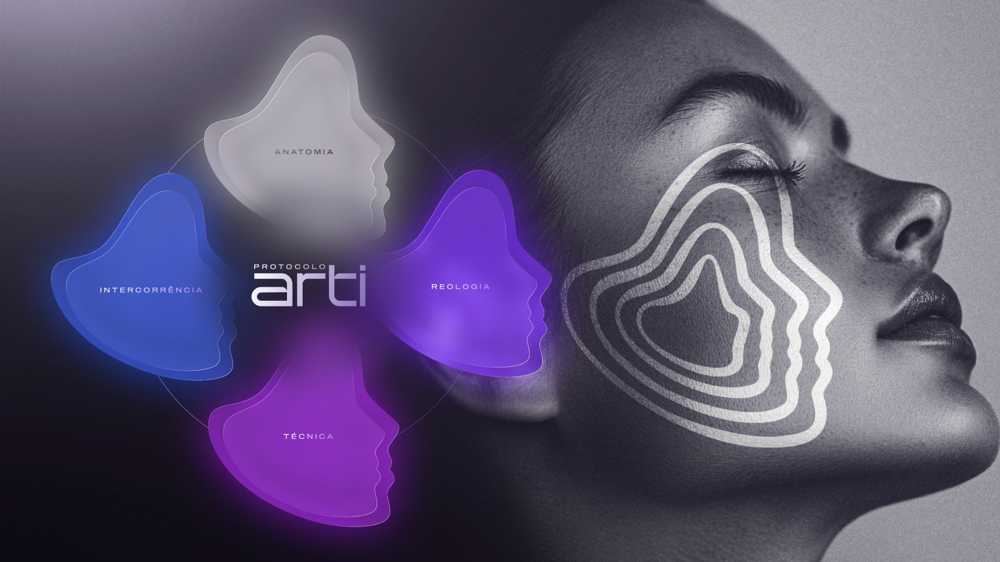 ANATOMIA
INTERCORRÊNCIA
PROTOCOLO
arti
REOLOGIA
TÉCNICA